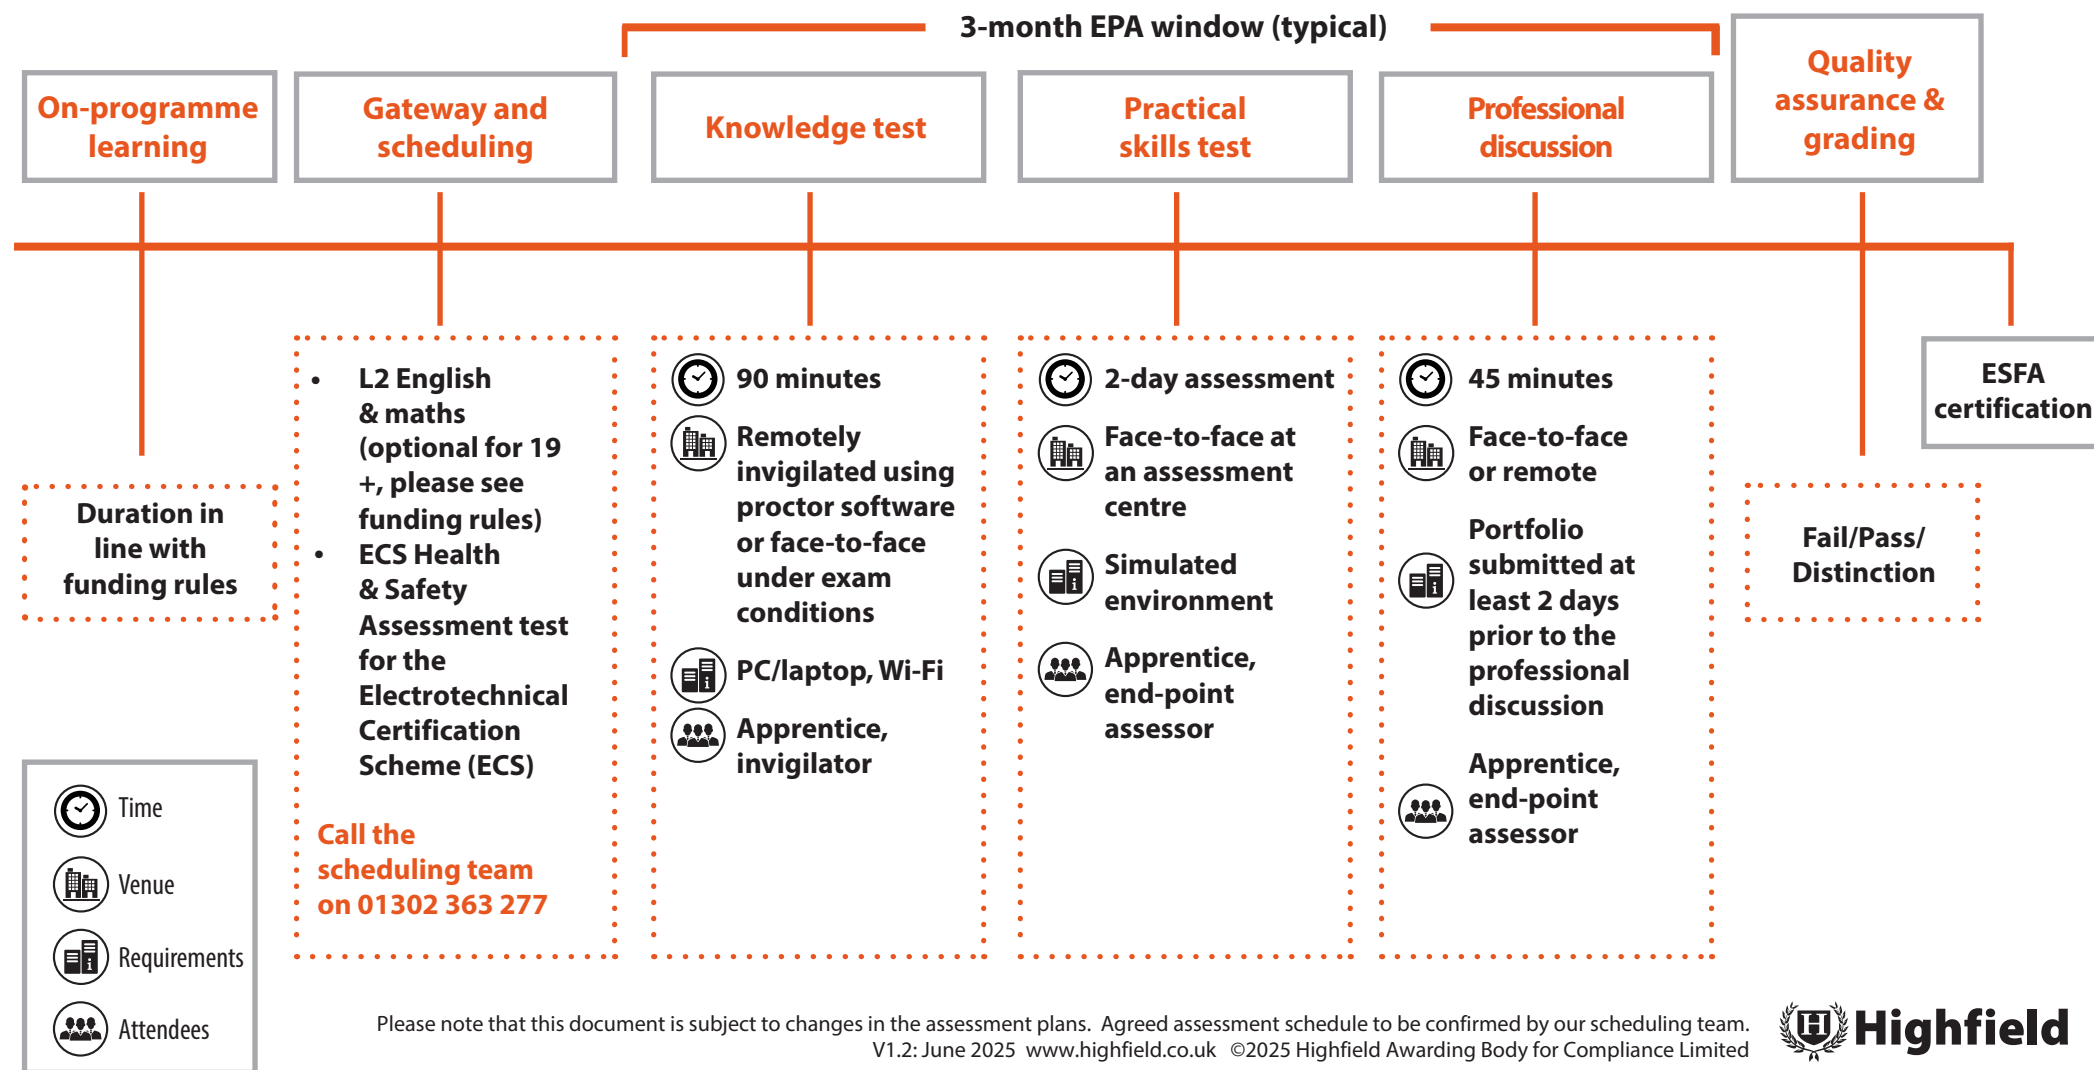 3-month EPA window (typical)
On-programme
learning
Gateway and
scheduling
Knowledge test
Practical
skills test
Professional
discussion
Quality
assurance &
grading
Duration in
line with
funding rules
• L2 English
& maths
(optional for 19
+, please see
funding rules)
• ECS Health
& Safety
Assessment test
for the
Electrotechnical
Certification
Scheme (ECS)
Call the
scheduling team
on 01302 363 277
90 minutes
Remotely
invigilated using
proctor software
or face-to-face
under exam
conditions
PC/laptop, Wi-Fi
Apprentice,
invigilator
2-day assessment
Face-to-face at
an assessment
centre
Simulated
environment
Apprentice,
end-point
assessor
45 minutes
Face-to-face
or remote
Portfolio
submitted at
least 2 days
prior to the
professional
discussion
Apprentice,
end-point
assessor
Fail/Pass/
Distinction
ESFA
certification
Time
Venue
Requirements
Attendees
Please note that this document is subject to changes in the assessment plans. Agreed assessment schedule to be confirmed by our scheduling team.
V1.2: June 2025 www.highfield.co.uk ©2025 Highfield Awarding Body for Compliance Limited
H Highfield